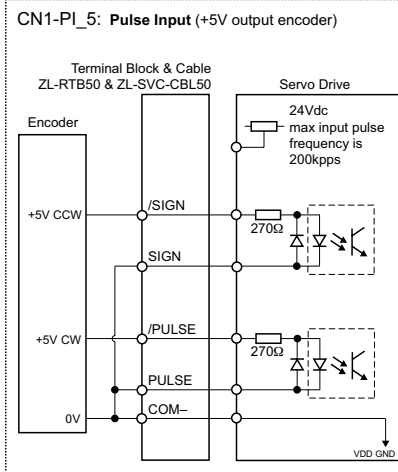 CN1-PI_5: Pulse Input (+5V output encoder)
Terminal Block & Cable
ZL-RTB50 & ZL-SVC-CBL50
Servo Drive
24Vdc
max input pulse
frequency is
200kpps
Encoder
+5V CCW
/SIGN
270Ω
SIGN
+5V CW
/PULSE
270Ω
PULSE
COM–
0V
VDD GND